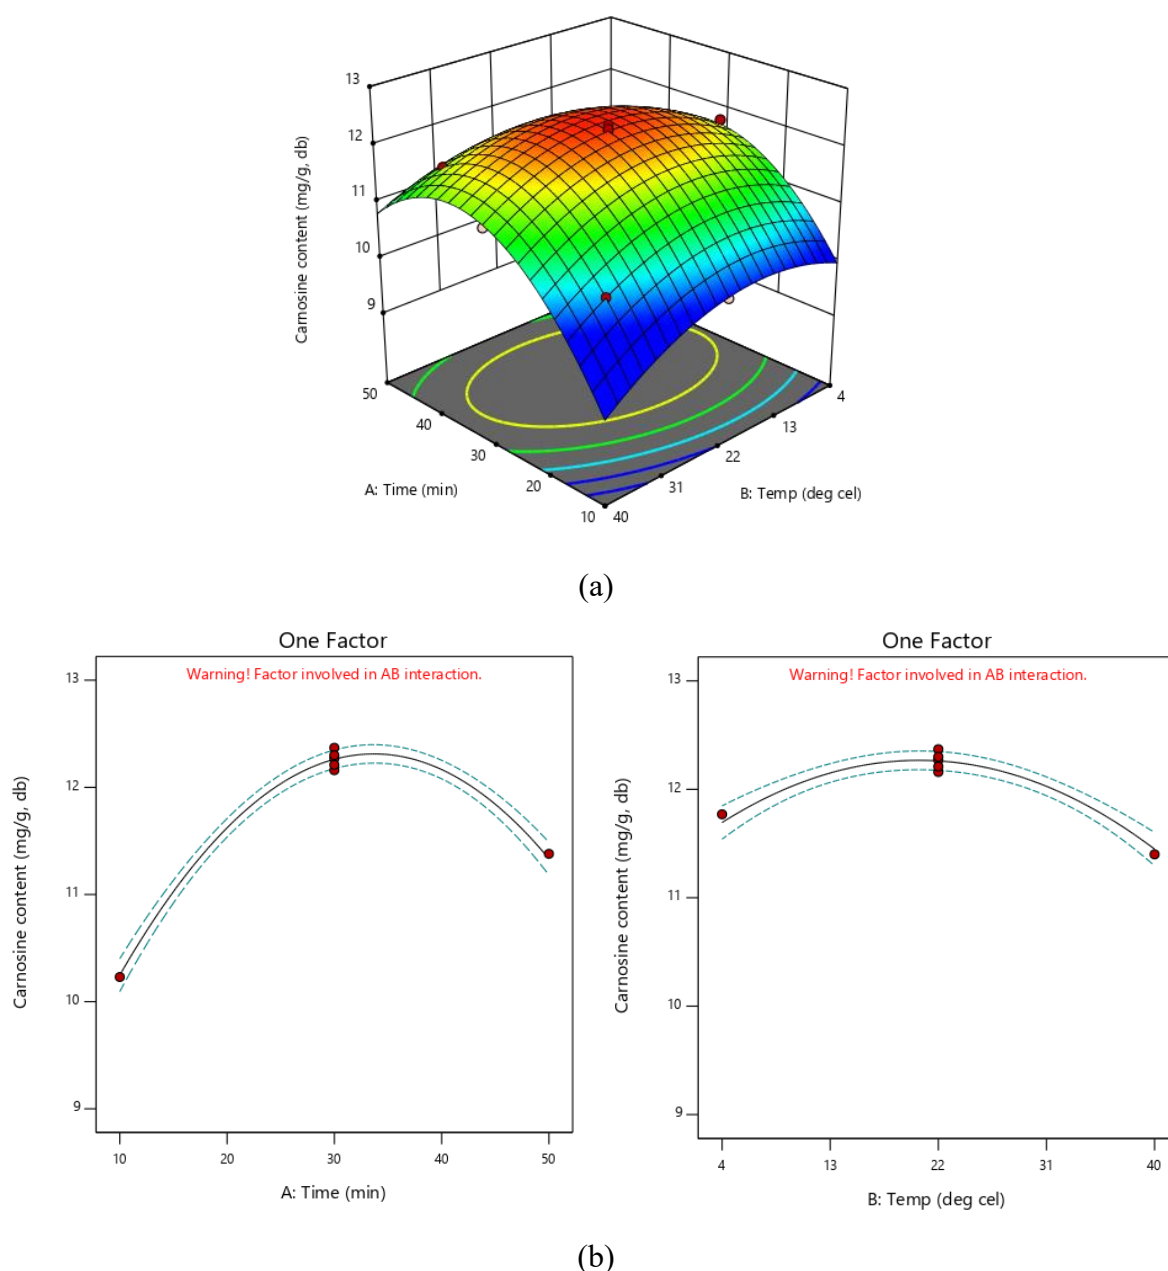 13
12
11
10
9
Carnosine content (mg/g, db)
50
40
30
20
10
A: Time (min)
4
13
22
31
40
B: Temp (deg cel)
(a)
One Factor
Warning! Factor involved in AB interaction.
13
12
11
10
9
Carnosine content (mg/g, db)
10 20 30 40 50
A: Time (min)
One Factor
Warning! Factor involved in AB interaction.
13
12
11
10
9
Carnosine content (mg/g, db)
4 13 22 31 40
B: Temp (deg cel)
(b)